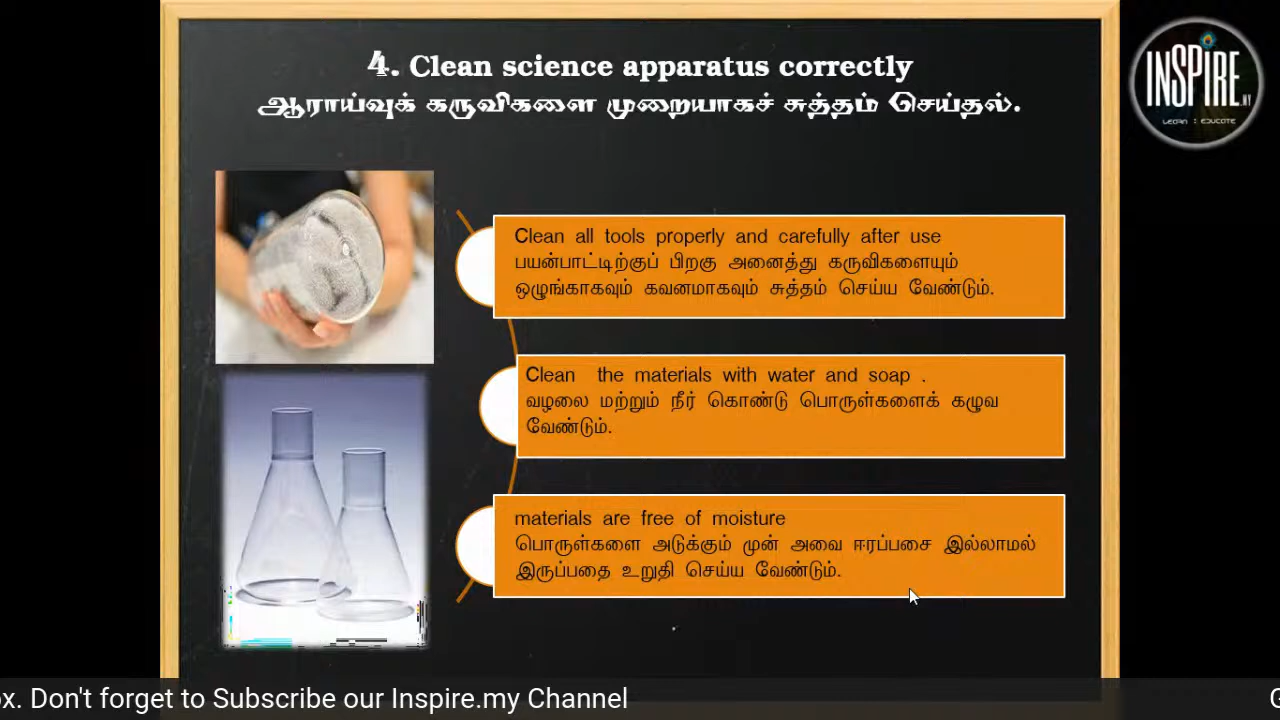 4. Clean science apparatus correctly
ஆராய்வுக் கருவிகளை முறையாகச் சுத்தம் செய்தல்.
INSPIRE.MY
LEARN : EDUCATE
Clean all tools properly and carefully after use
பயன்பாட்டிற்குப் பிறகு அனைத்து கருவிகளையும்
ஒழுங்காகவும் கவனமாகவும் சுத்தம் செய்ய வேண்டும்.
Clean the materials with water and soap .
வழலை மற்றும் நீர் கொண்டு பொருள்களைக் கழுவ
வேண்டும்.
materials are free of moisture
பொருள்களை அடுக்கும் முன் அவை ஈரப்பசை இல்லாமல்
இருப்பதை உறுதி செய்ய வேண்டும்.
Don't forget to Subscribe our Inspire.my Channel